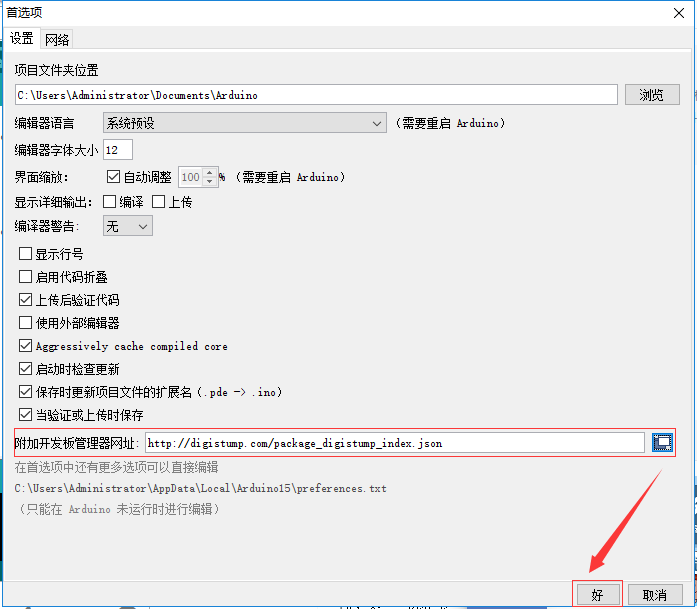 首选项
设置 网络
项目文件夹位置
C:\Users\Administrator\Documents\Arduino 浏览
编辑器语言 系统预设 （需要重启 Arduino）
编辑器字体大小 12
界面缩放： 自动调整 100 % （需要重启 Arduino）
显示详细输出： 编译 上传
编译器警告: 无
显示行号
启用代码折叠
上传后验证代码
使用外部编辑器
Aggressively cache compiled core
启动时检查更新
保存时更新项目文件的扩展名（.pde -> .ino）
当验证或上传时保存
附加开发板管理器网址: http://digistump.com/package_digistump_index.json
在首选项中还有更多选项可以直接编辑
C:\Users\Administrator\AppData\Local\Arduino15\preferences.txt
（只能在 Arduino 未运行时进行编辑）
好 取消